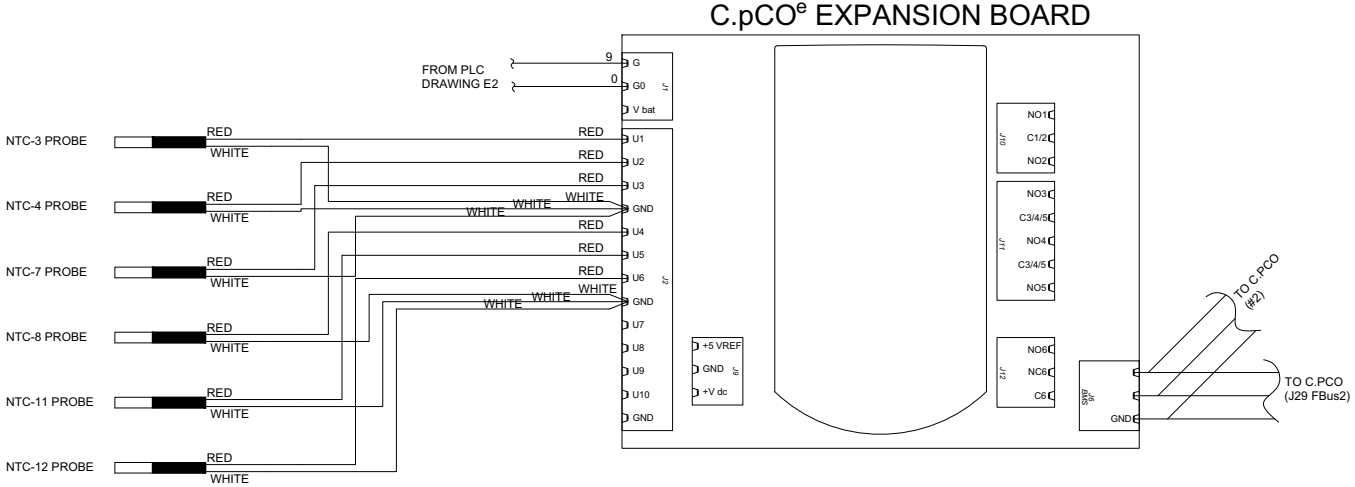 C.pCOe EXPANSION BOARD
FROM PLC
DRAWING E2
9
0
G
G0
V bat
J1
NTC-3 PROBE
RED
WHITE
NTC-4 PROBE
RED
WHITE
NTC-7 PROBE
RED
WHITE
NTC-8 PROBE
RED
WHITE
NTC-11 PROBE
RED
WHITE
NTC-12 PROBE
RED
WHITE
RED
RED
RED
WHITE
WHITE
WHITE
RED
RED
RED
WHITE
WHITE
WHITE
U1
U2
U3
GND
U4
U5
U6
GND
U7
U8
U9
U10
GND
J2
+5 VREF
GND
+V dc
J9
NO1
C1/2
NO2
J10
NO3
C3/4/5
NO4
C3/4/5
NO5
J11
NO6
NC6
C6
J12
J6
BMS
GND
TO C.PCO
(#2)
TO C.PCO
(J29 FBus2)